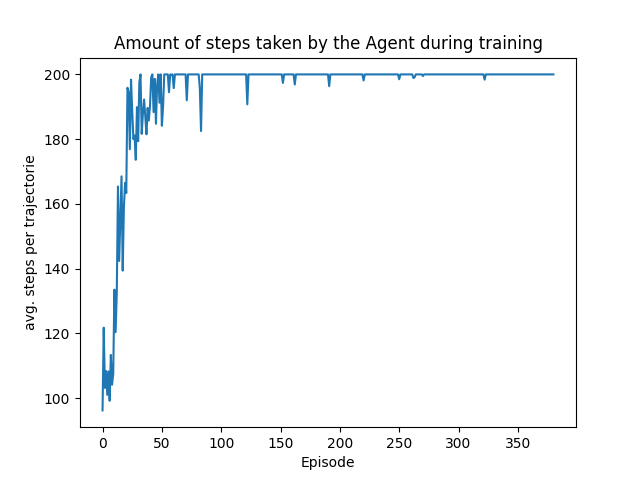 Amount of steps taken by the Agent during training
avg. steps per trajectorie
200
180
160
140
120
100
0 50 100 150 200 250 300 350
Episode